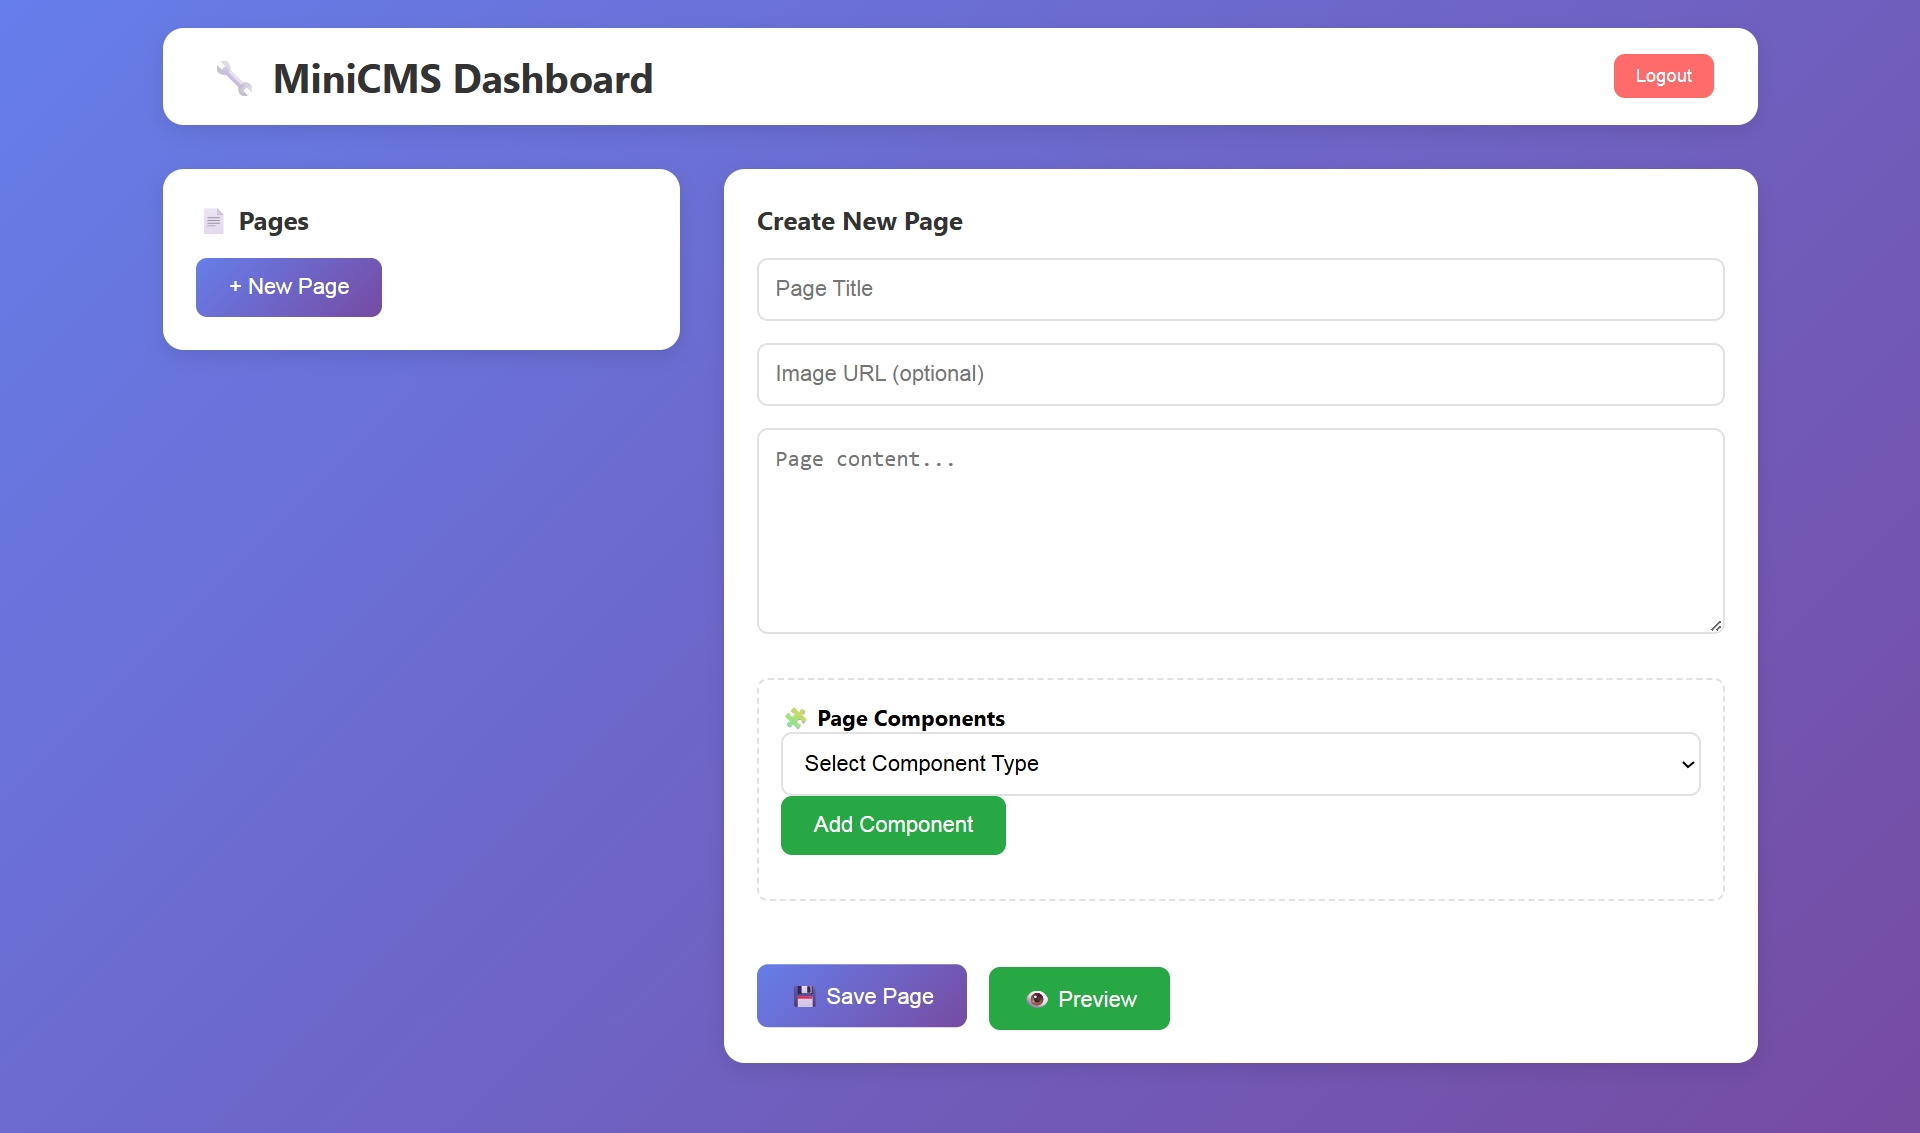 MiniCMS Dashboard
Logout
Pages
+ New Page
Create New Page
Page Title
Image URL (optional)
Page content...
Page Components
Select Component Type
Add Component
Save Page
Preview